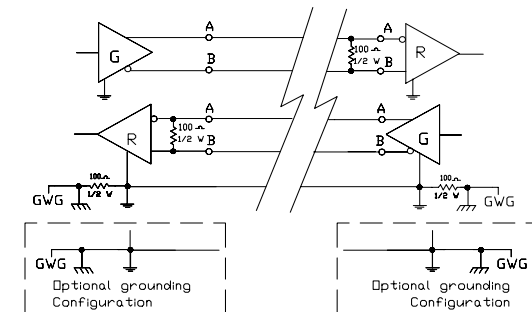 A A
G 100 R
B 1/2 W B
A A
R 100 G
1/2 W B B
100Ω 100
GWG 1/2 W 1/2 W GWG
GWG GWG
Optional grounding Optional grounding
Configuration Configuration